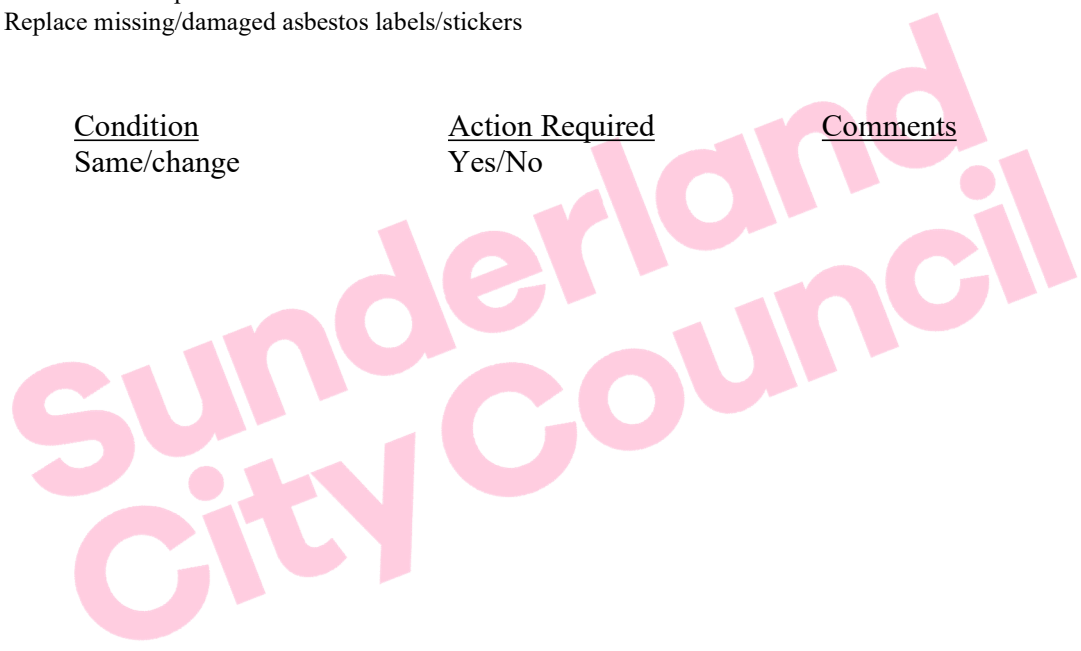 Replace missing/damaged asbestos labels/stickers
Condition Action Required Comments
Same/change Yes/No
Sunderland
City Council